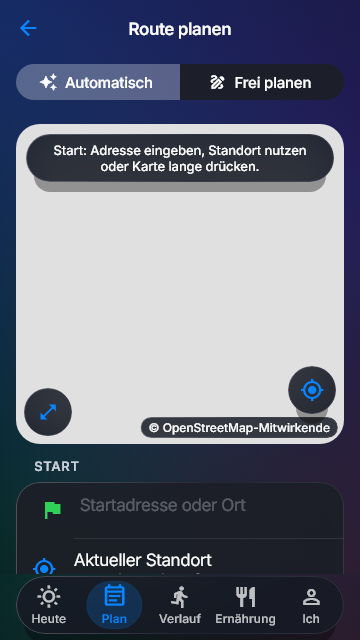 Route planen
Automatisch
Frei planen
Start: Adresse eingeben, Standort nutzen
oder Karte lange drücken.
© OpenStreetMap-Mitwirkende
START
Startadresse oder Ort
Aktueller Standort
Heute
Plan
Verlauf
Ernährung
Ich